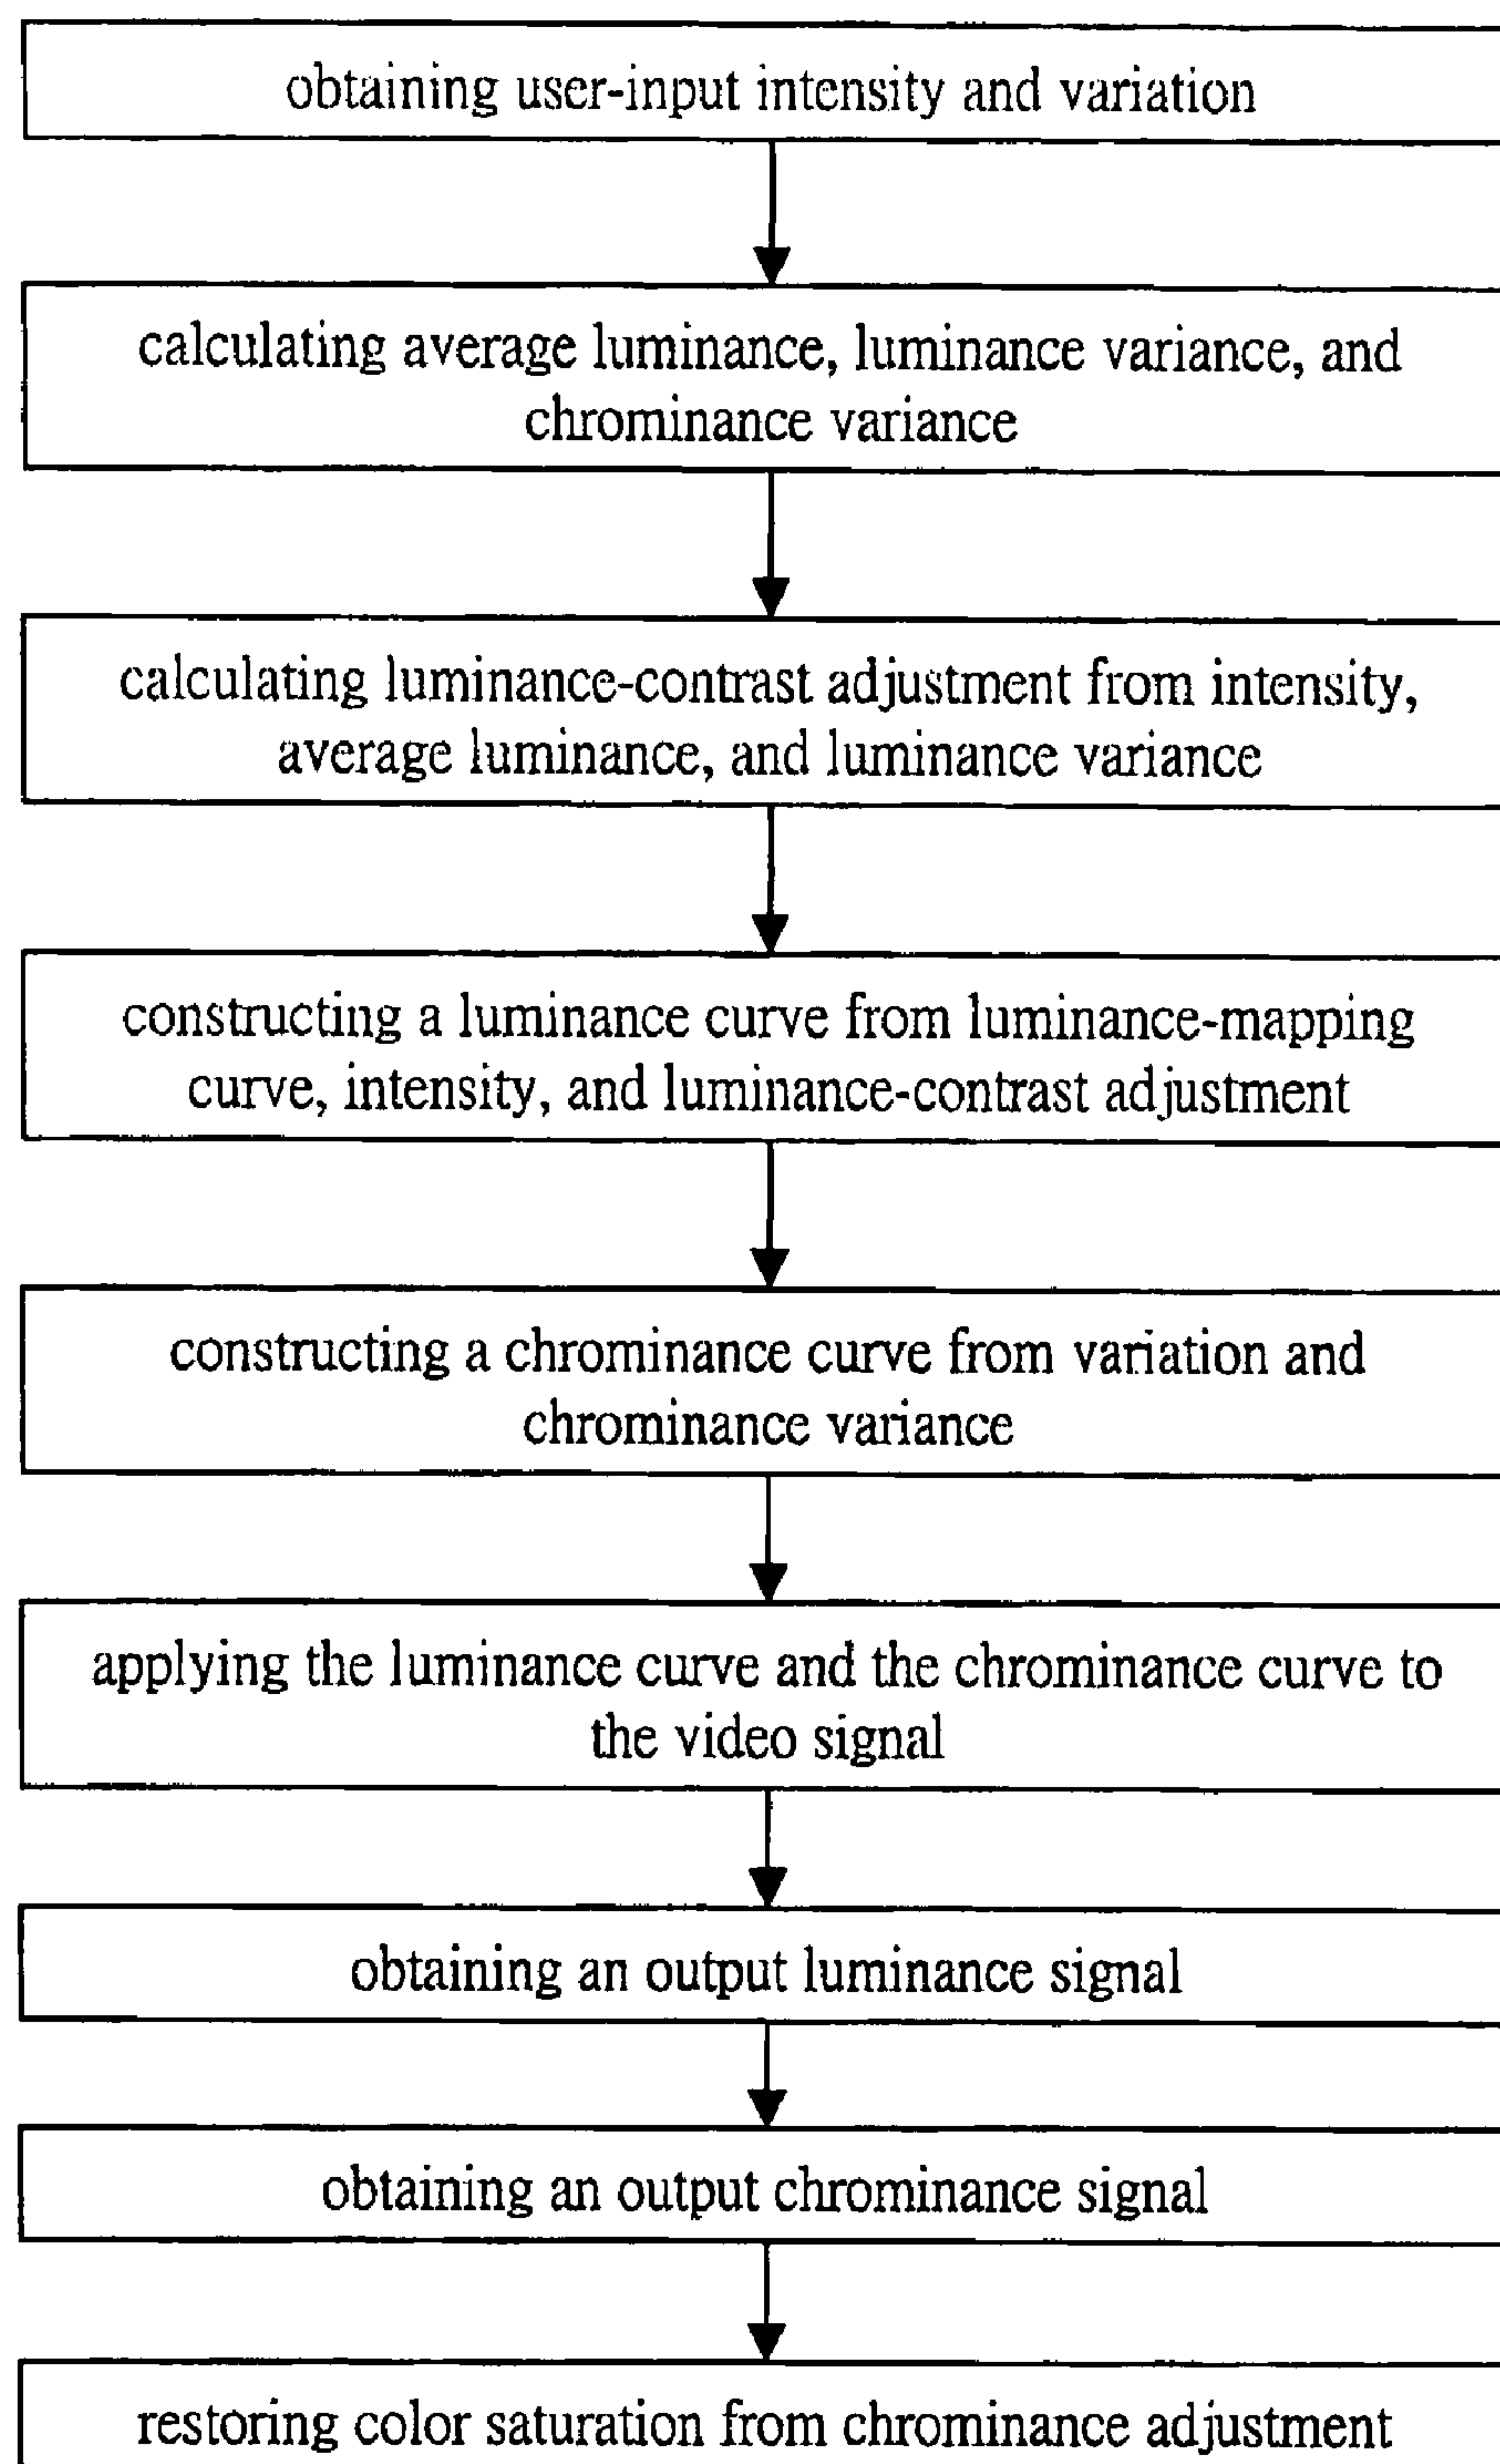 obtaining user-input intensity and variation
calculating average luminance, luminance variance, and
chrominance variance
calculating luminance-contrast adjustment from intensity,
average luminance, and luminance variance
constructing a luminance curve from luminance-mapping
curve, intensity, and luminance-contrast adjustment
constructing a chrominance curve from variation and
chrominance variance
applying the luminance curve and the chrominance curve to
the video signal
obtaining an output luminance signal
obtaining an output chrominance signal
restoring color saturation from chrominance adjustment